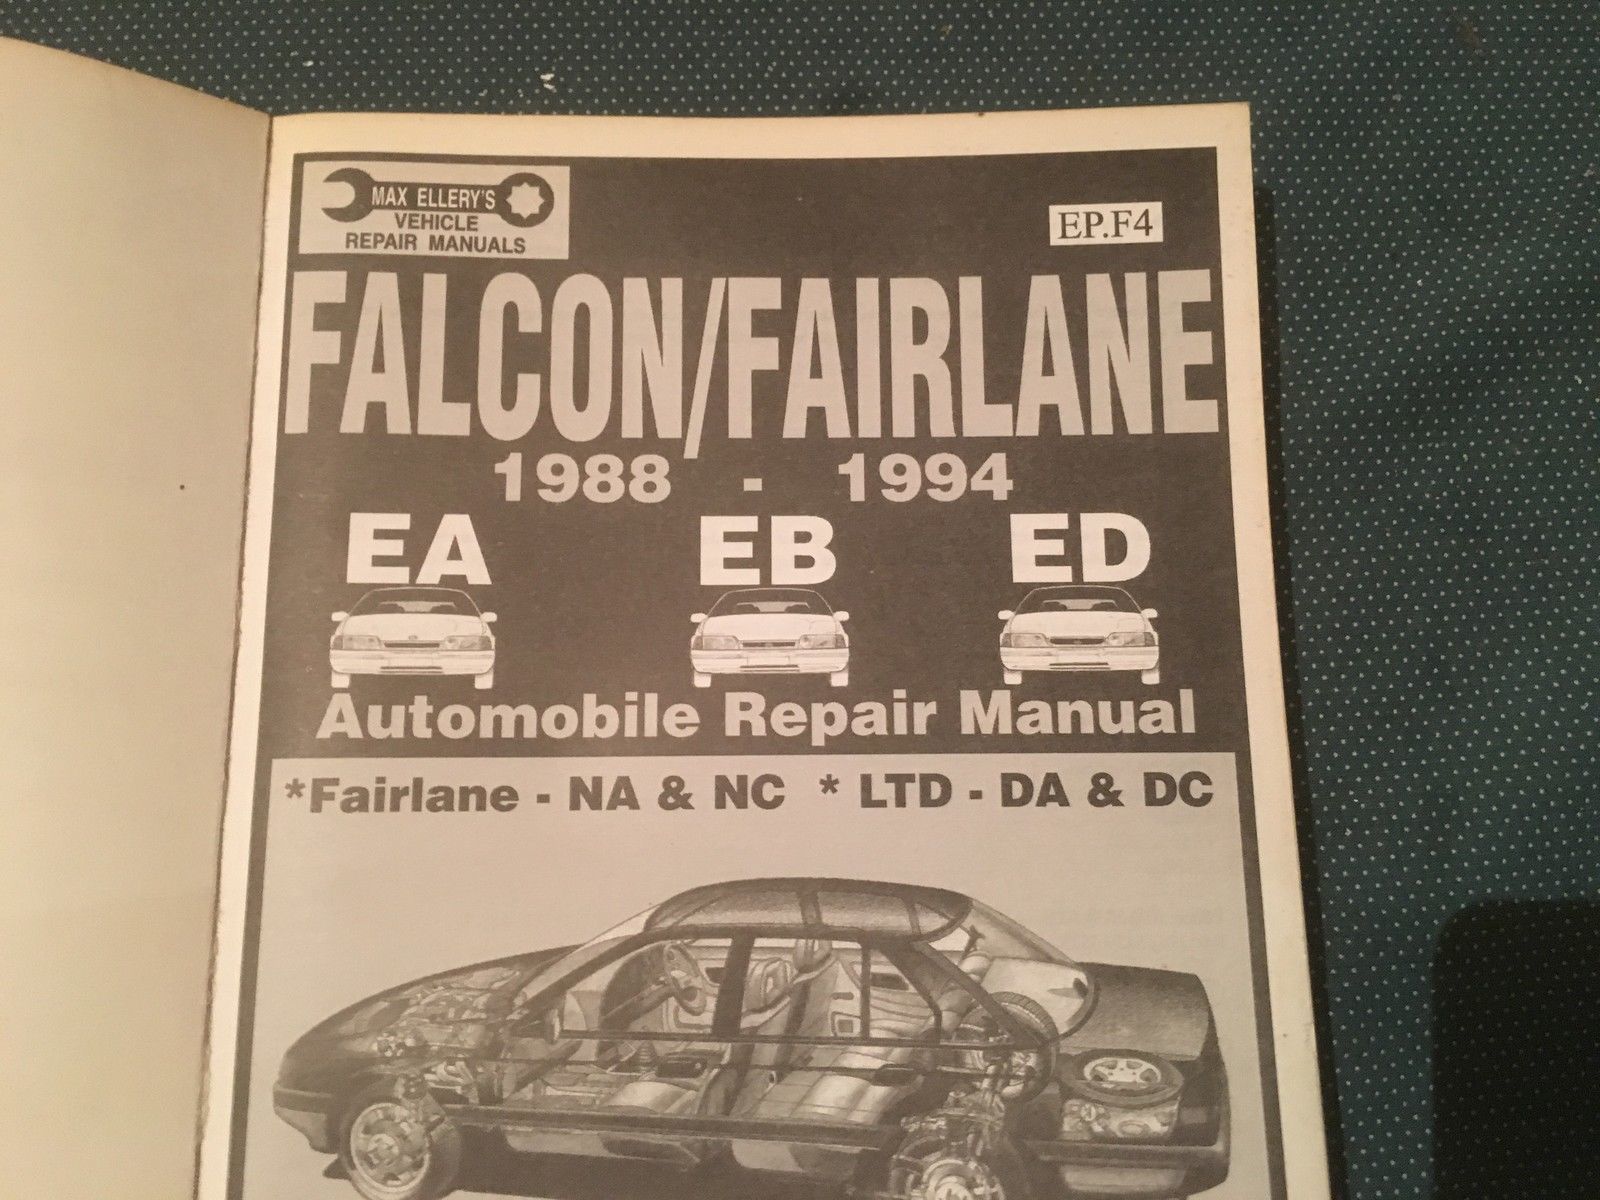 MAX ELLERY'S
VEHICLE
REPAIR MANUALS
EP.F4
FALCON/FAIRLANE
1988 - 1994
EA EB ED
Automobile Repair Manual
*Fairlane - NA & NC * LTD - DA & DC